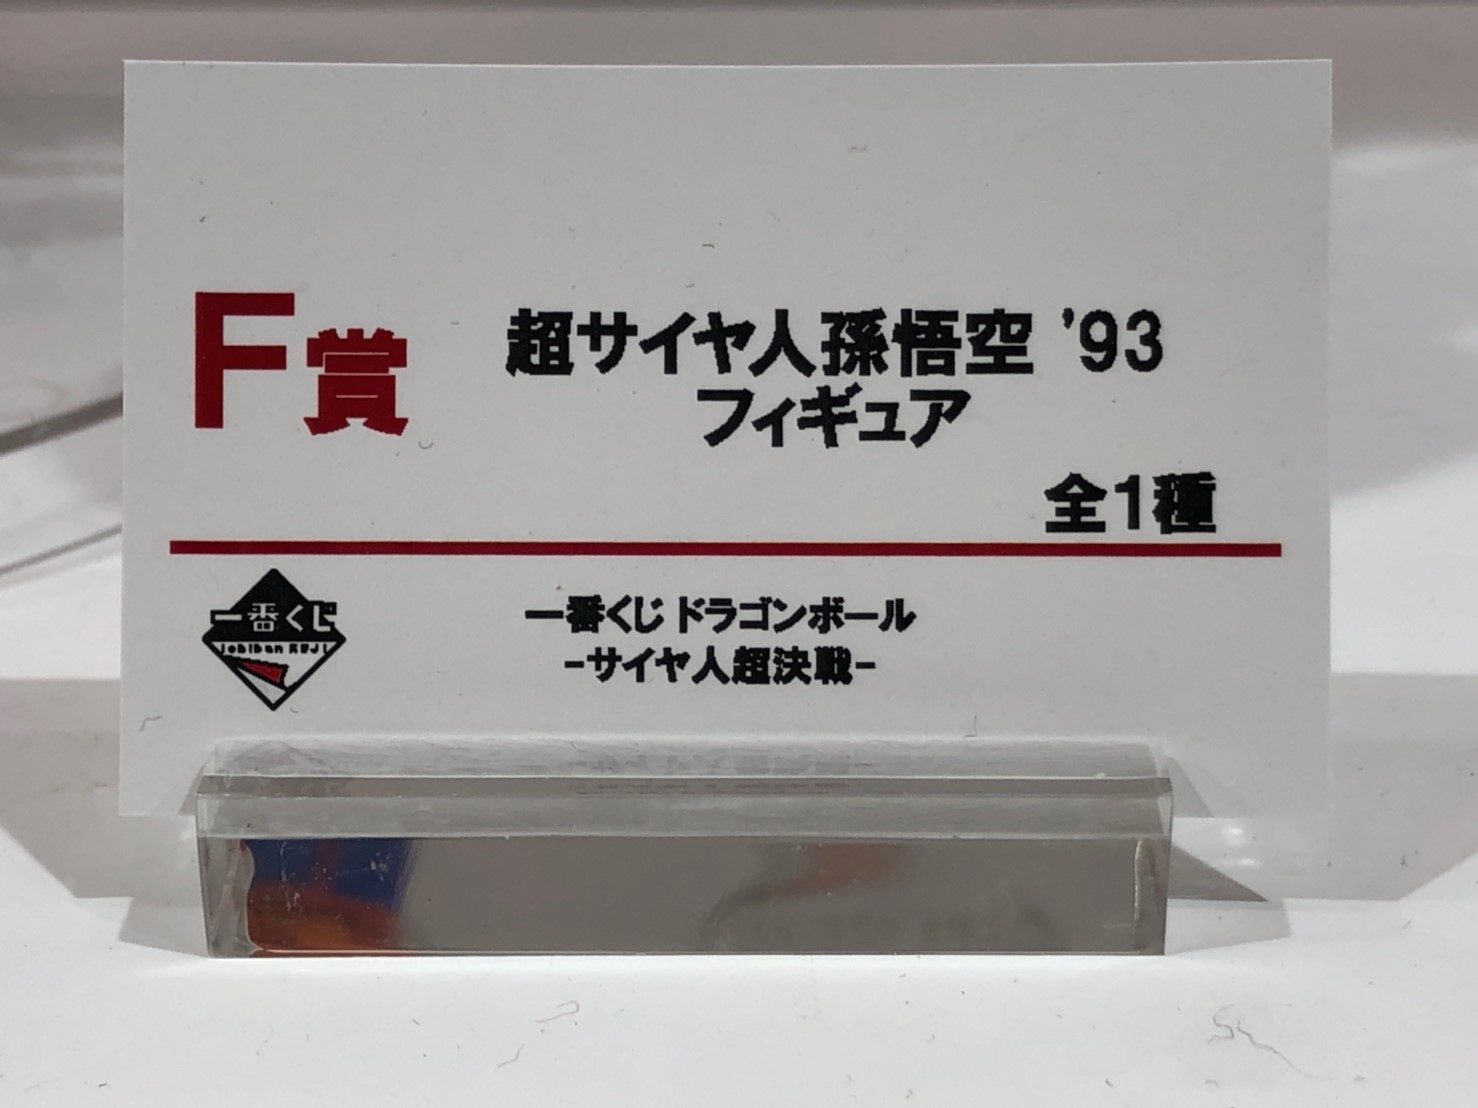 F賞
超サイヤ人孫悟空 '93
フィギュア
全1種
一番くじ
Ichiban KUJI
一番くじ ドラゴンボール
-サイヤ人超決戦-